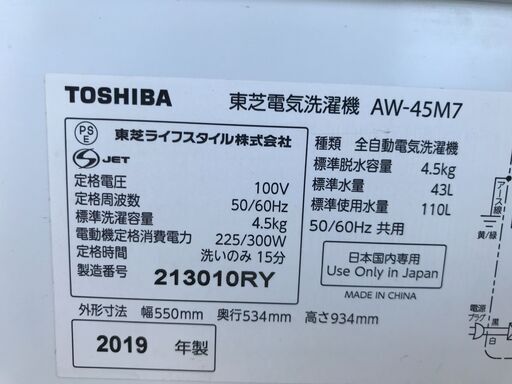 TOSHIBA 東芝電気洗濯機 AW-45M7
PS
E
東芝ライフスタイル株式会社
S JET
定格電圧 100V
定格周波数 50/60Hz
標準洗濯容量 4.5kg
電動機定格消費電力 225/300W
定格時間 洗いのみ 15分
製造番号 213010RY
種類 全自動電気洗濯機
標準脱水容量 4.5kg
標準水量 43L
標準使用水量 110L
50/60Hz 共用
日本国内専用
Use Only in Japan
MADE IN CHINA
外形寸法 幅550mm 奥行534mm 高さ934mm
2019 年製
アース線
黄/緑
電源
プラグ
黒
白